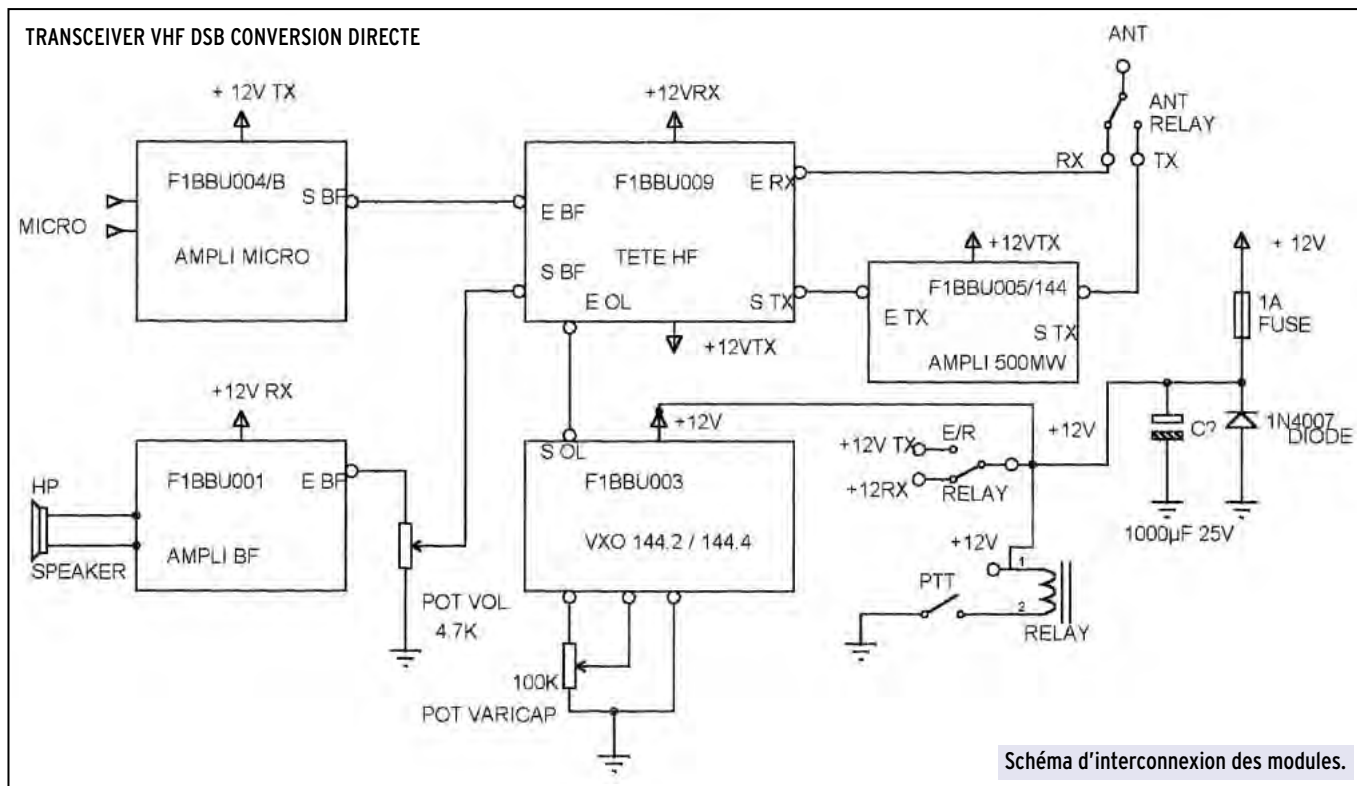 TRANSCEIVER VHF DSB CONVERSION DIRECTE
ANT
+ 12V TX
+12VRX
ANT
RELAY
F1BBU004/B
S BF
F1BBU009
E RX
RX
TX
MICRO
E BF
AMPLI MICRO
TETE HF
+12VTX
+ 12V
S BF
F1BBU005/144
E OL
S TX
E TX
1A
FUSE
S TX
+12VTX
AMPLI 500MW
+12V RX
+12V
E/R
+12V
C?
1N4007
DIODE
+12V TX
S OL
HP
F1BBU001
E BF
F1BBU003
+12RX
RELAY
AMPLI BF
VXO 144.2 / 144.4
1000µF 25V
SPEAKER
+12V
1
PTT
POT VOL
4.7K
2
RELAY
100K
POT VARICAP
Schéma d'interconnexion des modules.